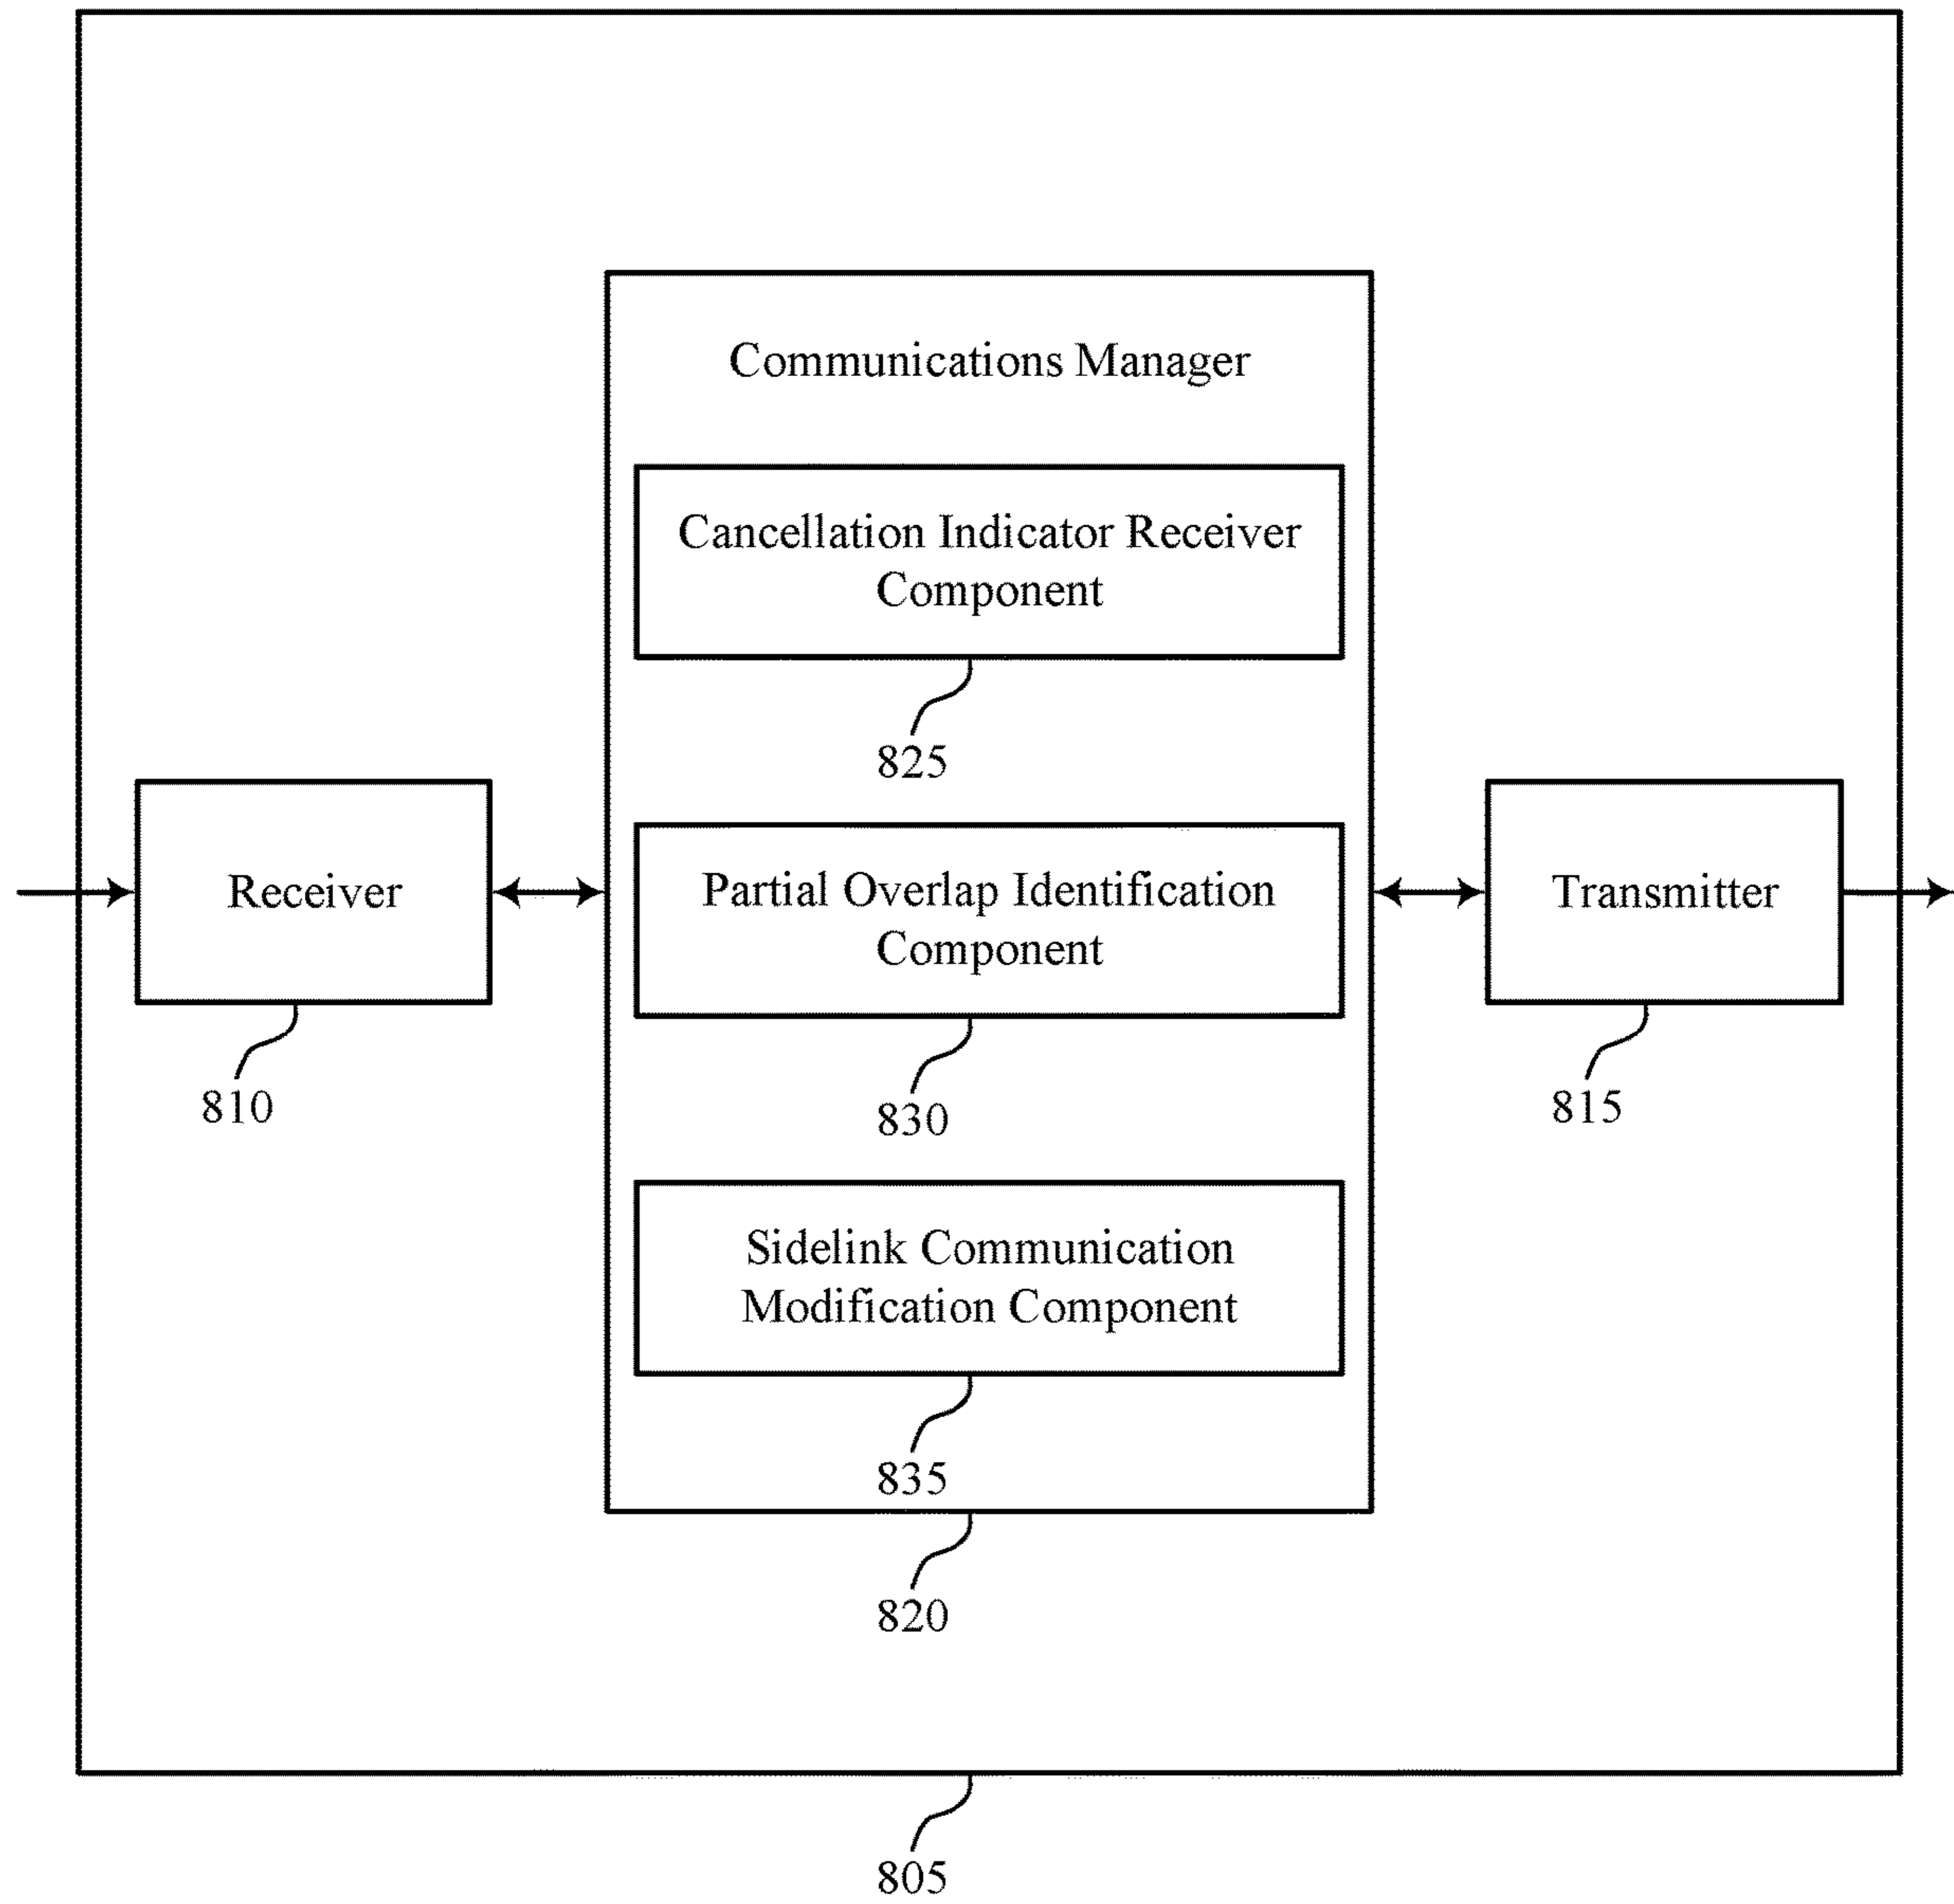 Communications Manager
Cancellation Indicator Receiver
Component
825
Receiver
810
Partial Overlap Identification
Component
830
Transmitter
815
Sidelink Communication
Modification Component
835
820
805